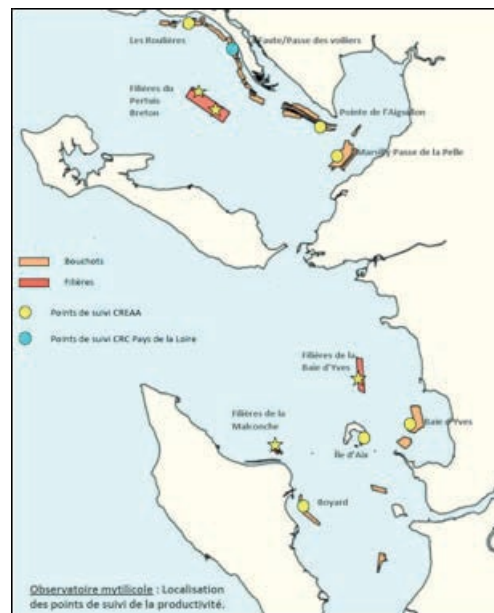 Les Roulières
La Faute/Passe des voiliers
Filières du
Pertuis
Breton
Pointe de l'Aiguillon
Marsilly Passe de la Pelle
Bouchots
Filières
Points de suivi CREAA
Points de suivi CRC Pays de la Loire
Filières de la
Baie d'Yves
Filières de la
Malconche
Baie d'Yves
Île d'Aix
Boyard
Observatoire mytilicole : Localisation
des points de suivi de la productivité.